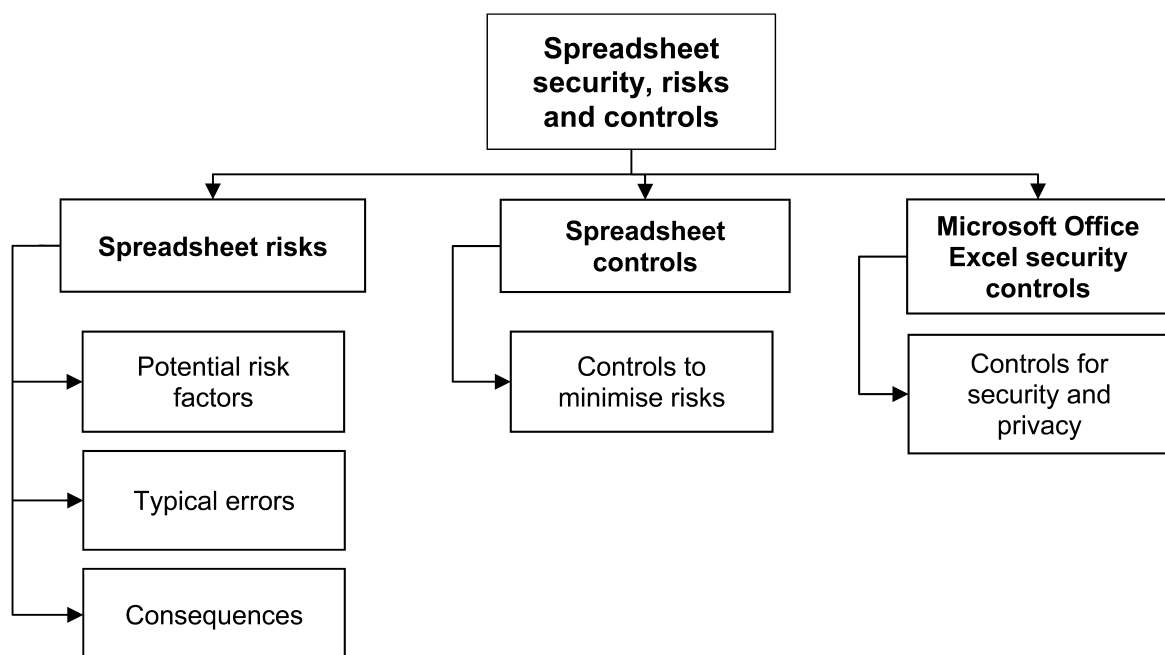 Spreadsheet
security, risks
and controls
Spreadsheet risks
Spreadsheet
controls
Microsoft Office
Excel security
controls
Potential risk
factors
Controls to
minimise risks
Controls for
security and
privacy
Typical errors
Consequences